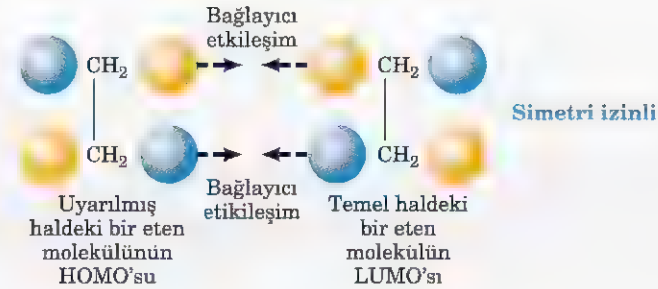 Bağlayıcı
etkileşim
CH₂
CH₂
CH₂
CH₂
Simetri izinli
Bağlayıcı
etikileşim
Uyarılmış
haldeki bir eten
molekülünün
HOMO'su
Temel haldeki
bir eten
molekülün
LUMO'sı